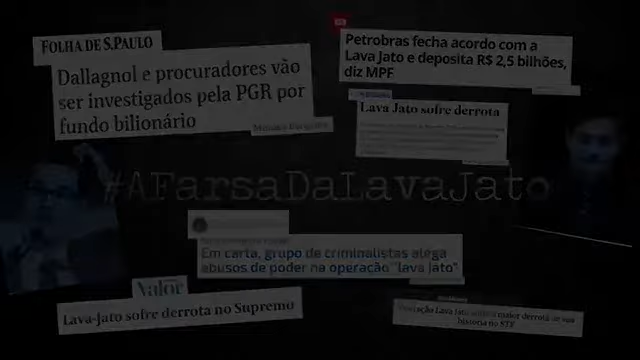 FOLHA DE S.PAULO
Dallagnol e procuradores vão
ser investigados pela PGR por
fundo bilionário
Petrobras fecha acordo com a
Lava Jato e deposita R$ 2,5 bilhões,
diz MPF
Lava Jato sofre derrota
#AFarsaDaLavaJato
Em carta, grupo de criminalistas alega
abusos de poder na operação "lava jato"
Valor
Lava-Jato sofre derrota no Supremo
Lava Jato
maior derrota de sua
história no STF